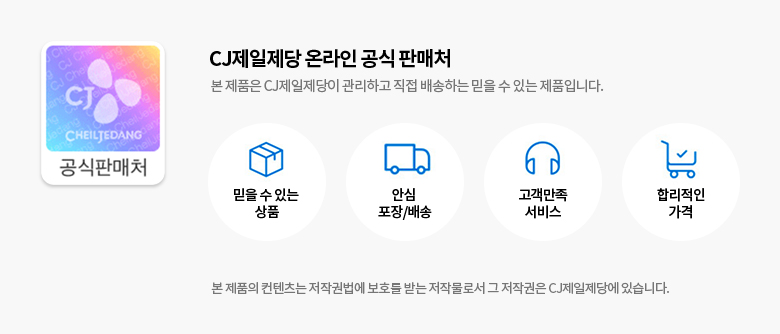 CJ제일제당 온라인 공식 판매처
본 제품은 CJ제일제당이 관리하고 직접 배송하는 믿을 수 있는 제품입니다.
CJ
CHEILJEDANG
공식판매처
믿을 수 있는
상품
안심
포장/배송
고객만족
서비스
합리적인
가격
본 제품의 컨텐츠는 저작권법에 보호를 받는 저작물로서 그 저작권은 CJ제일제당에 있습니다.